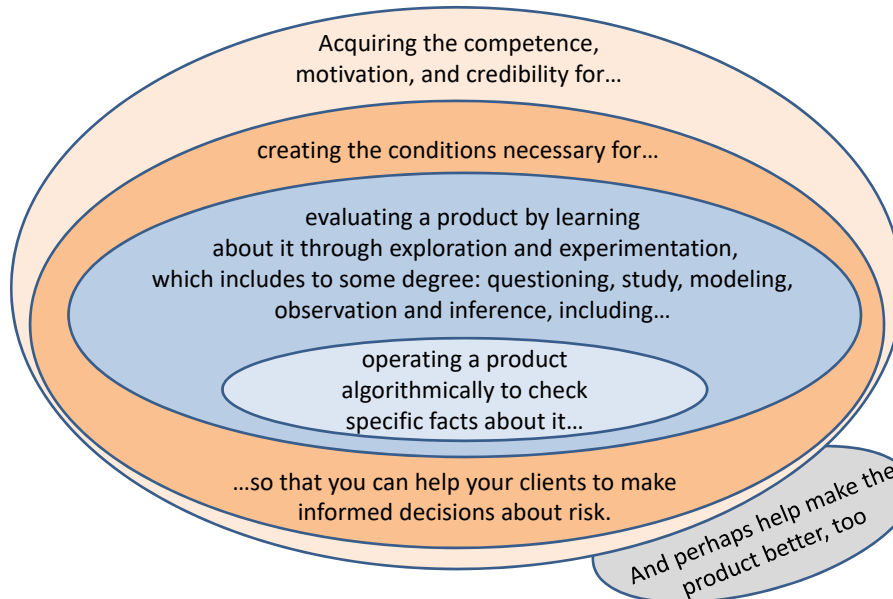 Acquiring the competence,
motivation, and credibility for…
creating the conditions necessary for…
evaluating a product by learning
about it through exploration and experimentation,
which includes to some degree: questioning, study, modeling,
observation and inference, including…
operating a product
algorithmically to check
specific facts about it…
…so that you can help your clients to make
informed decisions about risk.
And perhaps help make the
product better, too